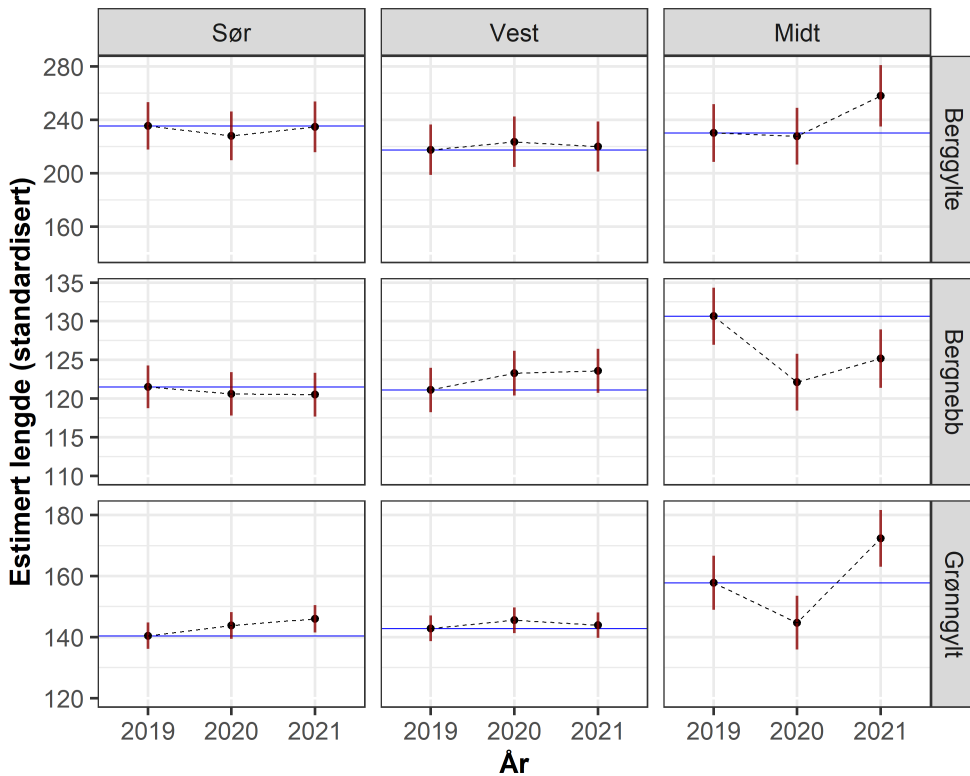 Sør
Vest
Midt
Estimert lengde (standardisert)
280
240
200
160
Berggylte
135
130
125
120
115
110
Bergnebb
180
160
140
120
Grønngylt
2019 2020 2021
2019 2020 2021
2019 2020 2021
År